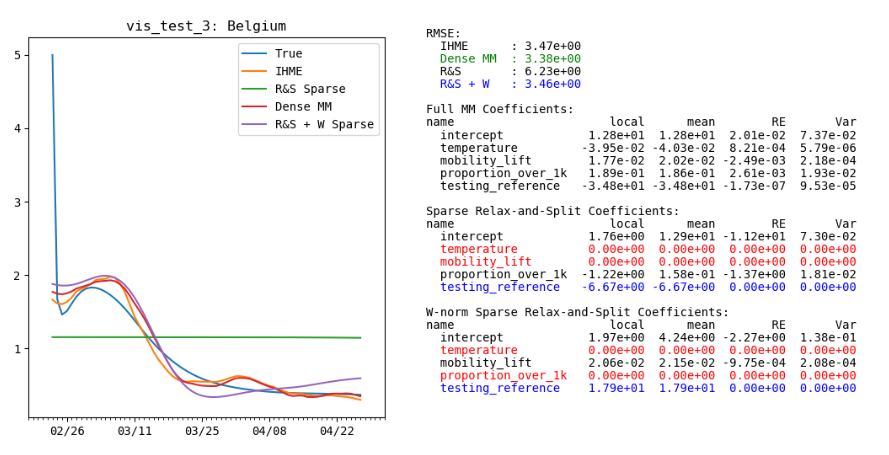 vis_test_3: Belgium
5
4
3
2
1
True
IHME
R&S Sparse
Dense MM
R&S + W Sparse
02/26 03/11 03/25 04/08 04/22
RMSE:
IHME : 3.47e+00
Dense MM : 3.38e+00
R&S : 6.23e+00
R&S + W : 3.46e+00
Full MM Coefficients:
name local mean RE Var
intercept 1.28e+01 1.28e+01 2.01e-02 7.37e-02
temperature -3.95e-02 -4.03e-02 8.21e-04 5.79e-06
mobility_lift 1.77e-02 2.02e-02 -2.49e-03 2.18e-04
proportion_over_1k 1.89e-01 1.86e-01 2.61e-03 1.93e-02
testing_reference -3.48e+01 -3.48e+01 -1.73e-07 9.53e-05
Sparse Relax-and-Split Coefficients:
name local mean RE Var
intercept 1.76e+00 1.29e+01 -1.12e+01 7.30e-02
temperature 0.00e+00 0.00e+00 0.00e+00 0.00e+00
mobility_lift 0.00e+00 0.00e+00 0.00e+00 0.00e+00
proportion_over_1k -1.22e+00 1.58e-01 -1.37e+00 1.81e-02
testing_reference -6.67e+00 -6.67e+00 0.00e+00 0.00e+00
W-norm Sparse Relax-and-Split Coefficients:
name local mean RE Var
intercept 1.97e+00 4.24e+00 -2.27e+00 1.38e-01
temperature 0.00e+00 0.00e+00 0.00e+00 0.00e+00
mobility_lift 2.06e-02 2.15e-02 -9.75e-04 2.08e-04
proportion_over_1k 0.00e+00 0.00e+00 0.00e+00 0.00e+00
testing_reference 1.79e+01 1.79e+01 0.00e+00 0.00e+00